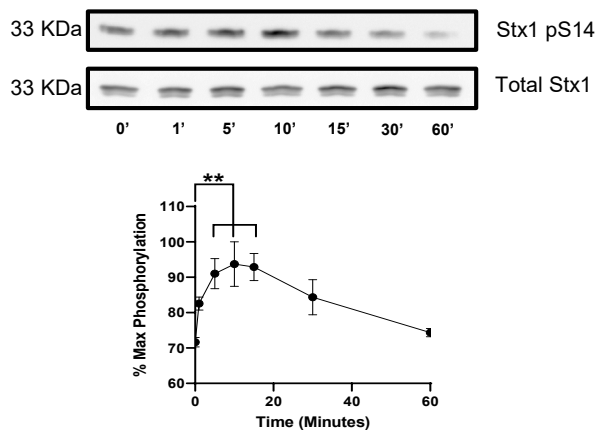 33 KDa Stx1 pS14
33 KDa Total Stx1
0' 1' 5' 10' 15' 30' 60'
**
110
100
90
80
70
60
% Max Phosphorylation
0 20 40 60
Time (Minutes)